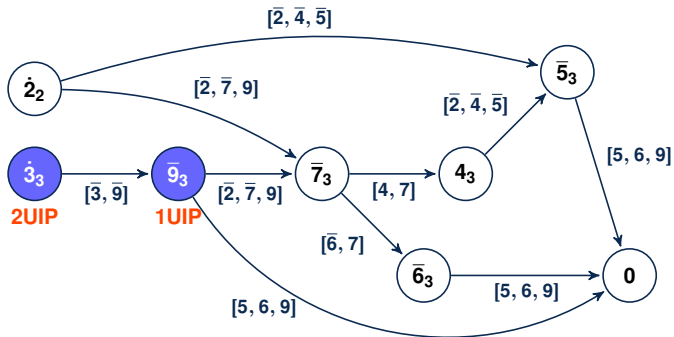 [2̅, 4̅, 5̅]
5̅₃
2̇₂
[2̅, 7̅, 9]
[2̅, 4̅, 5̅]
[5, 6, 9]
3̇₃
[3̅, 9̅]
9̅₃
[2̅, 7̅, 9]
7̅₃
[4, 7]
4₃
2UIP
1UIP
[6̅, 7]
6̅₃
[5, 6, 9]
0
[5, 6, 9]